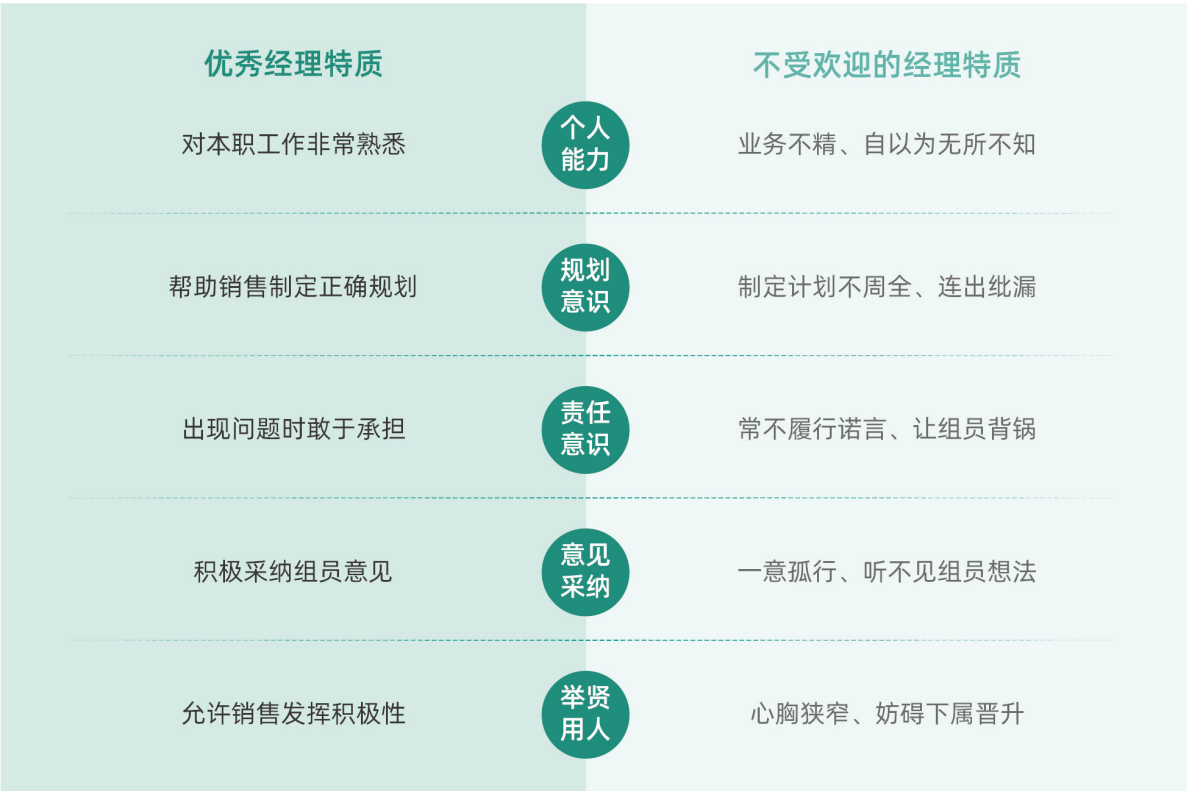 优秀经理特质
不受欢迎的经理特质
对本职工作非常熟悉
个人
能力
业务不精、自以为无所不知
帮助销售制定正确规划
规划
意识
制定计划不周全、连出纰漏
出现问题时敢于承担
责任
意识
常不履行诺言、让组员背锅
积极采纳组员意见
意见
采纳
一意孤行、听不见组员想法
允许销售发挥积极性
举贤
用人
心胸狭窄、妨碍下属晋升